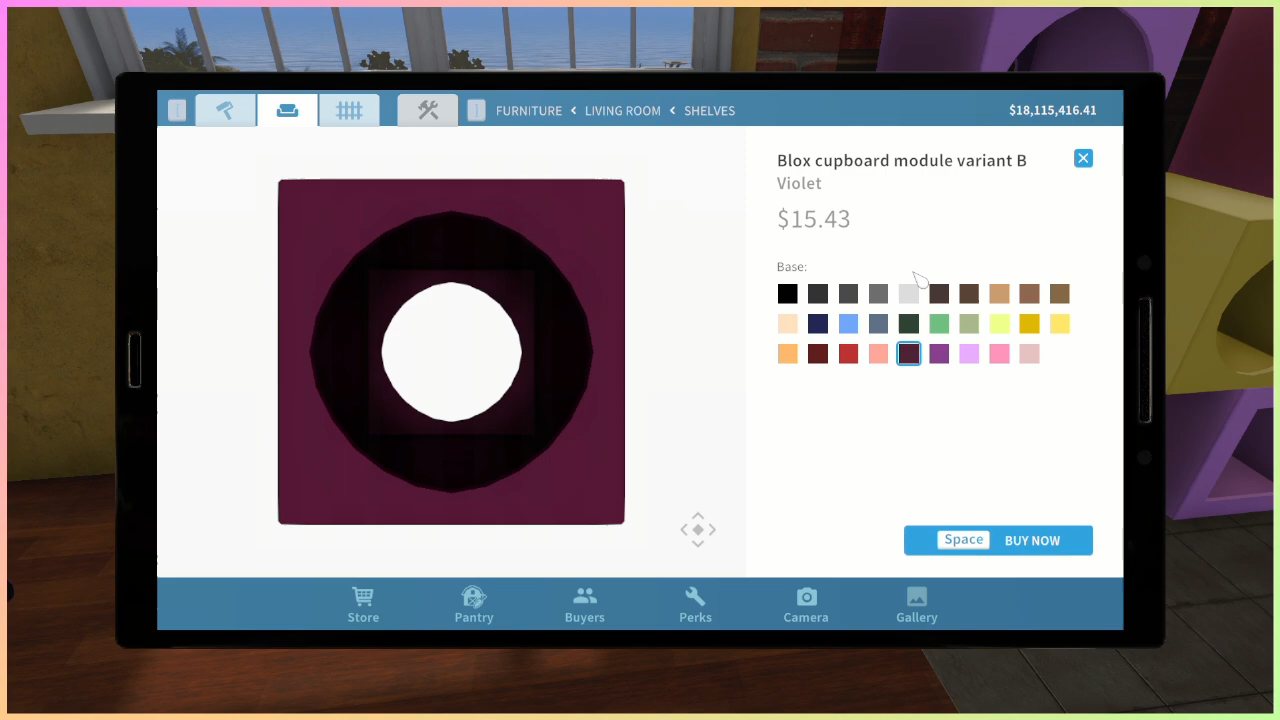 FURNITURE < LIVING ROOM < SHELVES
$18,115,416.41
Blox cupboard module variant B
Violet
$15.43
Base:
Space BUY NOW
Store
Pantry
Buyers
Perks
Camera
Gallery